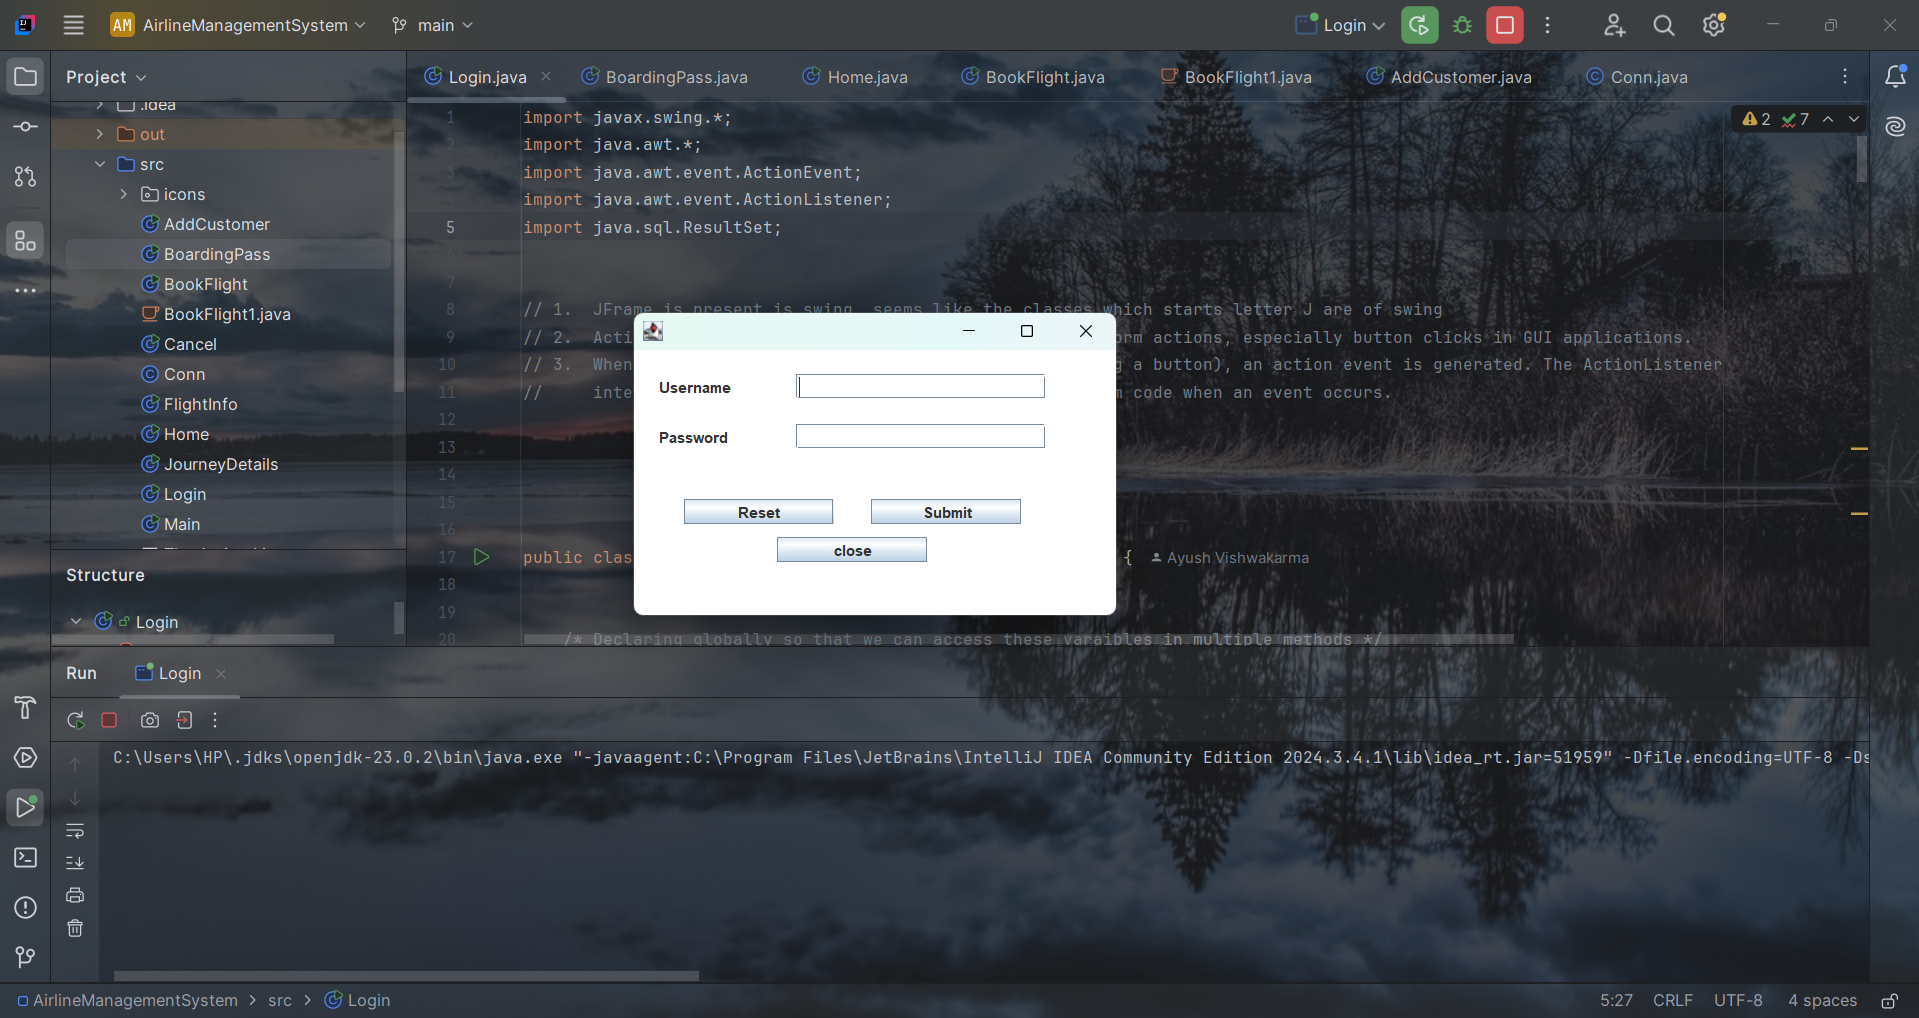 AM AirlineManagementSystem main Login
Project
Login.java BoardingPass.java Home.java BookFlight.java BookFlight1.java AddCustomer.java Conn.java
.idea
out
src
icons
AddCustomer
BoardingPass
BookFlight
BookFlight1.java
Cancel
Conn
FlightInfo
Home
JourneyDetails
Login
Main
Structure
Login
2 7
1 import javax.swing.*;
2 import java.awt.*;
3 import java.awt.event.ActionEvent;
4 import java.awt.event.ActionListener;
5 import java.sql.ResultSet;
7
8 // 1. JFrame is present is swing, seems like the classes which starts letter J are of swing
9 // 2. Acti rm actions, especially button clicks in GUI applications.
10 // 3. When g a button), an action event is generated. The ActionListener
11 // inte code when an event occurs.
12
13
14
15
16
17 public clas { Ayush Vishwakarma
18
19
20 /* Declaring globally so that we can access these varaibles in multiple methods */
Username
Password
Reset Submit
close
Run Login
C:\Users\HP\.jdks\openjdk-23.0.2\bin\java.exe "-javaagent:C:\Program Files\JetBrains\IntelliJ IDEA Community Edition 2024.3.4.1\lib\idea_rt.jar=51959" -Dfile.encoding=UTF-8 -Ds
AirlineManagementSystem > src > Login 5:27 CRLF UTF-8 4 spaces